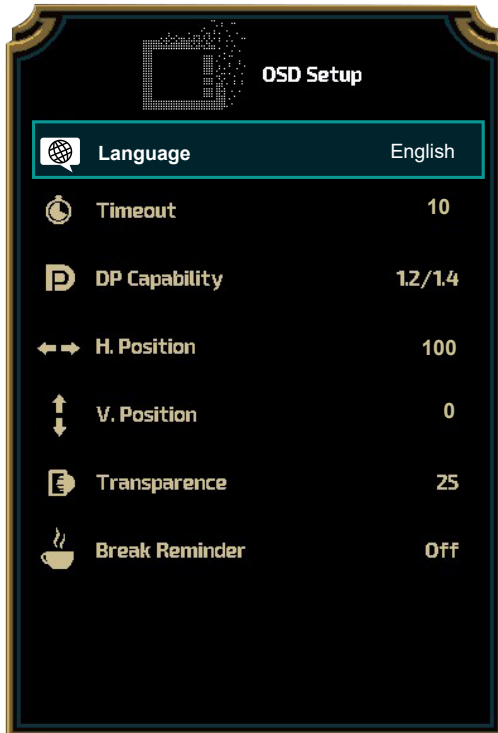 OSD Setup
Language English
Timeout 10
DP Capability 1.2/1.4
H. Position 100
V. Position 0
Transparence 25
Break Reminder Off